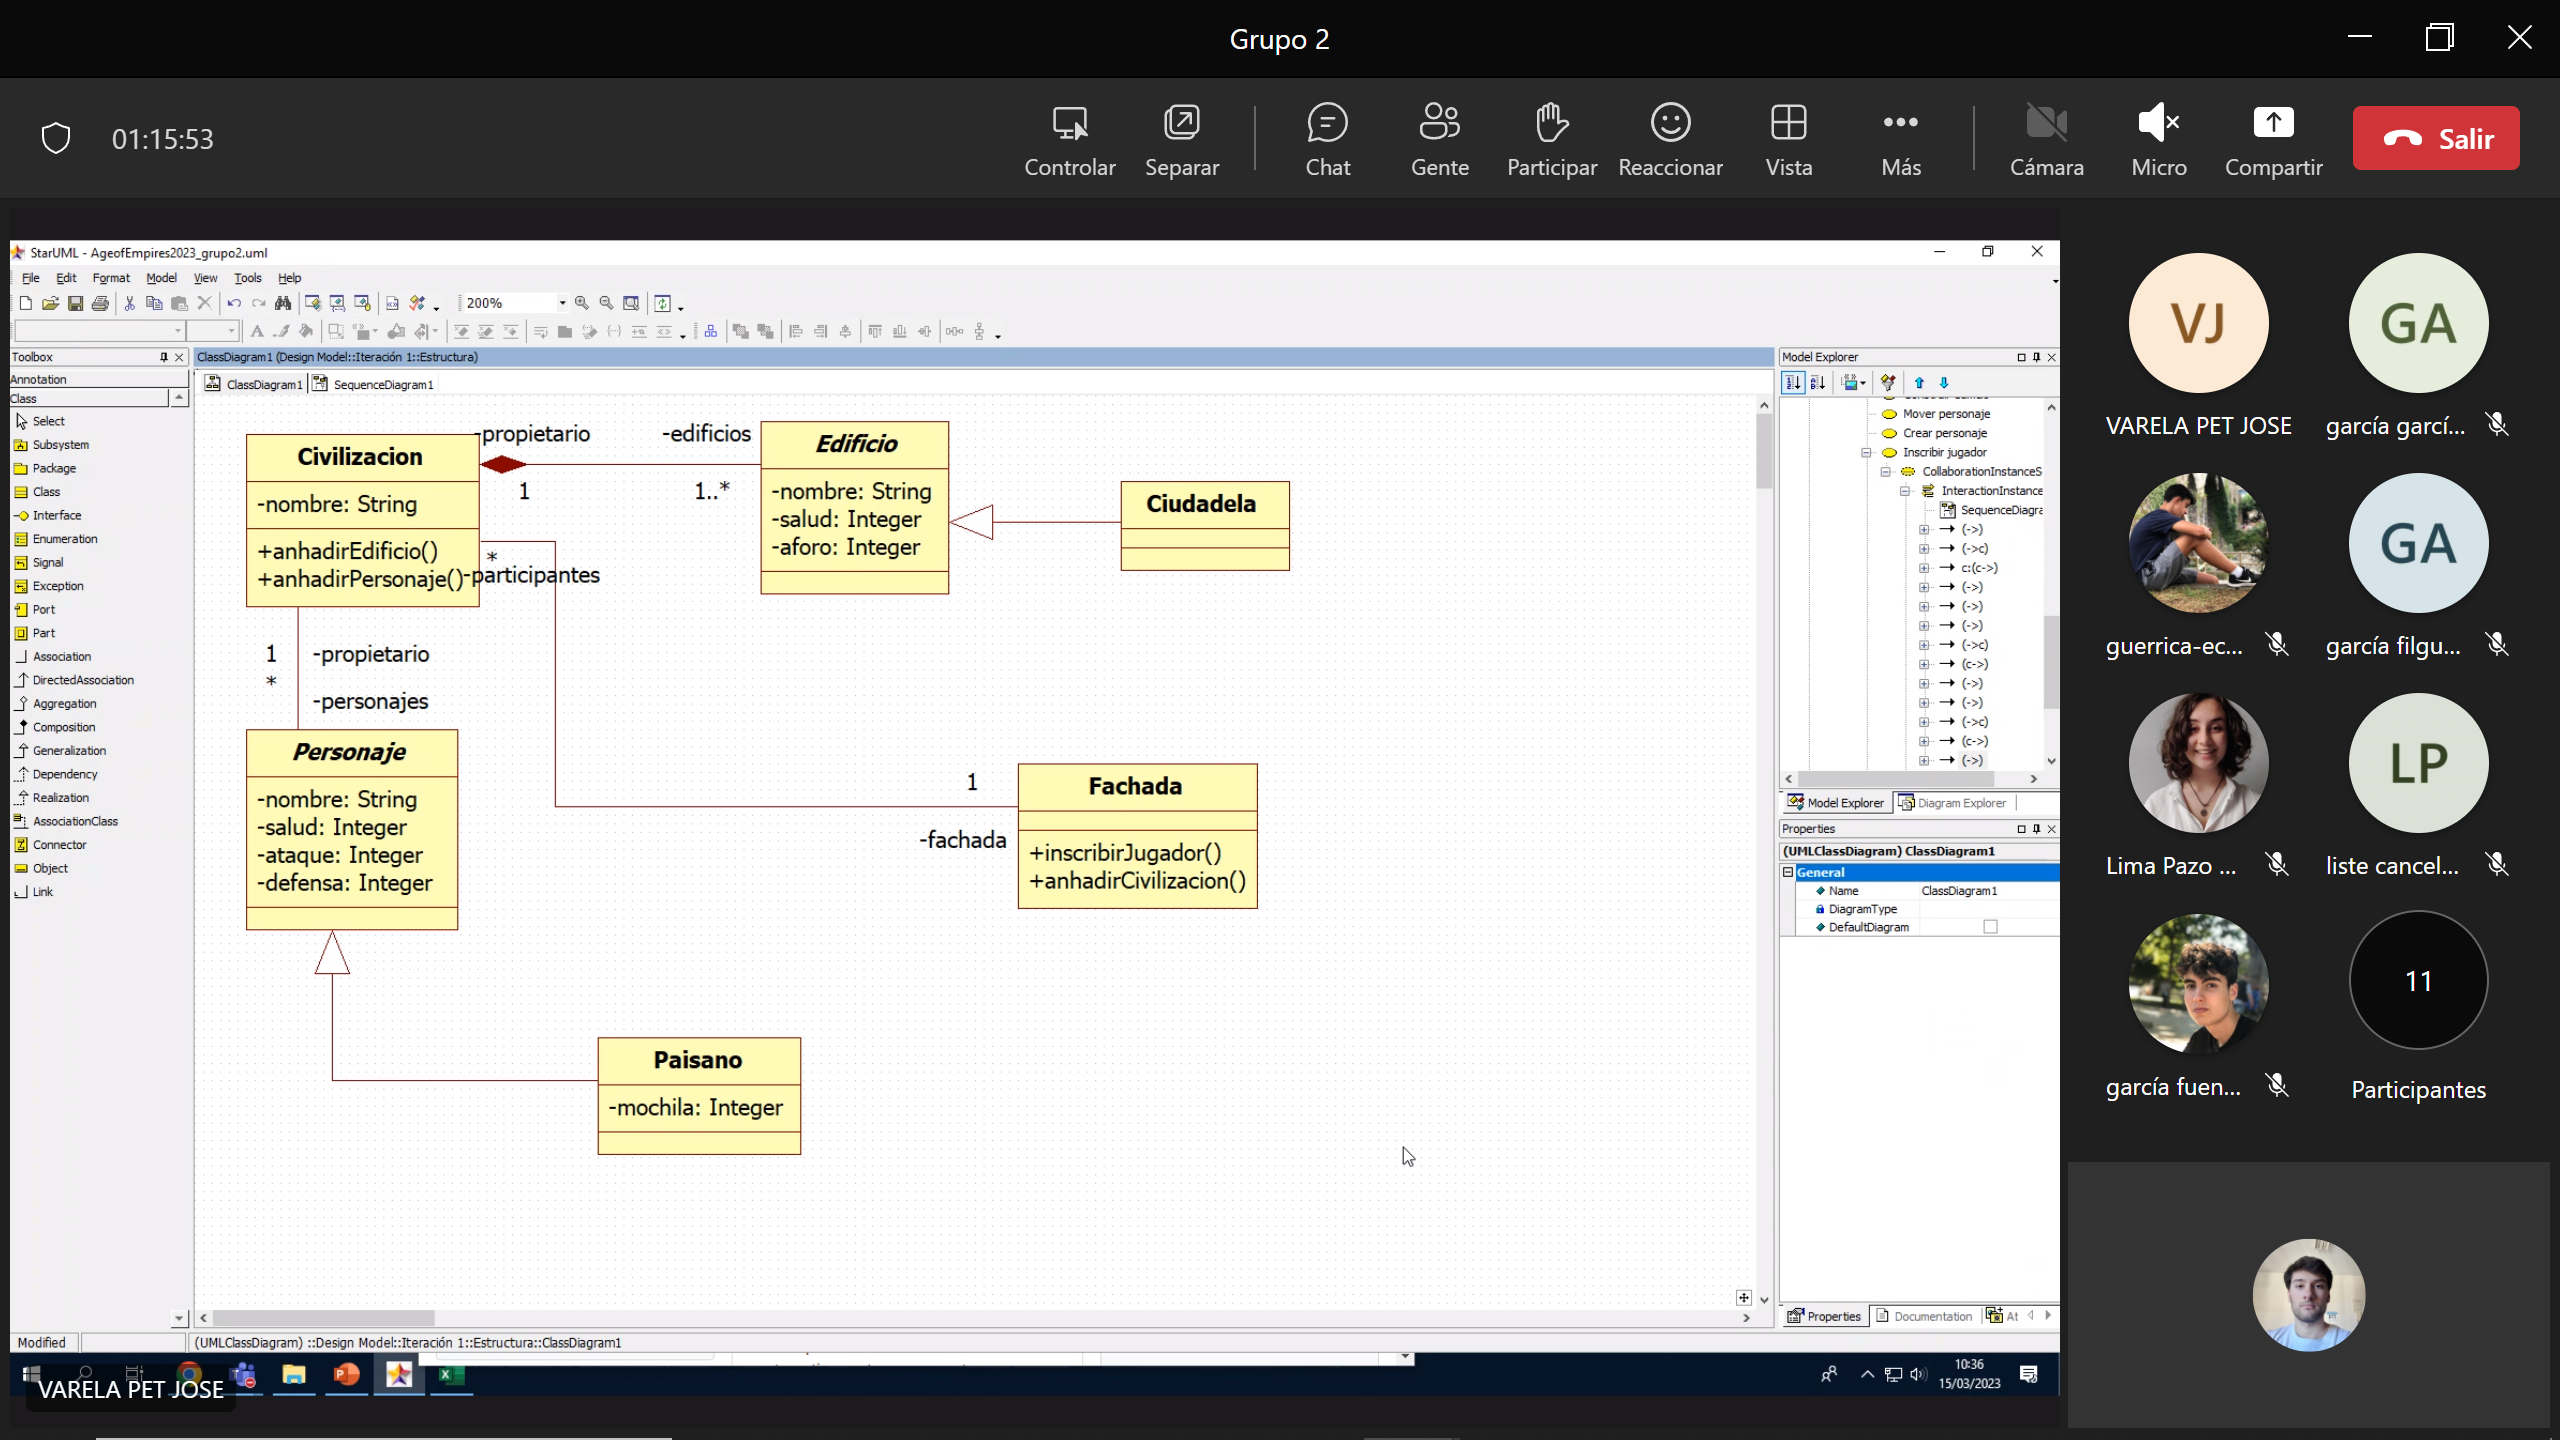 Grupo 2
01:15:53
Controlar
Separar
Chat
Gente
Participar
Reaccionar
Vista
Más
Cámara
Micro
Compartir
Salir
StarUML - AgeofEmpires2023_grupo2.uml
File Edit Format Model View Tools Help
200%
Toolbox
Annotation
Class
Select
Subsystem
Package
Class
Interface
Enumeration
Signal
Exception
Port
Part
Association
DirectedAssociation
Aggregation
Composition
Generalization
Dependency
Realization
AssociationClass
Connector
Object
Link
ClassDiagram1 (Design Model::Iteración 1::Estructura)
ClassDiagram1
SequenceDiagram1
Civilizacion
-nombre: String
+anhadirEdificio()
+anhadirPersonaje()
-propietario
1
-edificios
1..*
Edificio
-nombre: String
-salud: Integer
-aforo: Integer
Ciudadela
*
-participantes
1
-propietario
*
-personajes
Personaje
-nombre: String
-salud: Integer
-ataque: Integer
-defensa: Integer
1
-fachada
Fachada
+inscribirJugador()
+anhadirCivilizacion()
Paisano
-mochila: Integer
Model Explorer
Mover personaje
Crear personaje
Inscribir jugador
CollaborationInstanceS
InteractionInstance
SequenceDiagra
(->)
(->c)
c:(c->)
(->)
(->)
(->)
(->c)
(c->)
(->)
(->)
(->c)
(c->)
(->)
Model Explorer
Diagram Explorer
Properties
(UMLClassDiagram) ClassDiagram1
General
Name ClassDiagram1
DiagramType
DefaultDiagram
Properties
Documentation
At
Modified
(UMLClassDiagram) ::Design Model::Iteración 1::Estructura::ClassDiagram1
VARELA PET JOSE
10:36
15/03/2023
VJ
VARELA PET JOSE
GA
garcía garcí...
guerrica-ec...
GA
garcía filgu...
Lima Pazo ...
LP
liste cancel...
garcía fuen...
11
Participantes